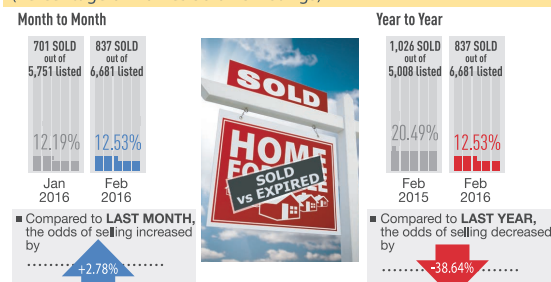 Month to Month
701 SOLD
out of
5,751 listed
837 SOLD
out of
6,681 listed
12.19%
12.53%
Jan
2016
Feb
2016
■ Compared to LAST MONTH,
the odds of selling increased
by
+2.78%
SOLD
HOME
SOLD
vs EXPIRED
Year to Year
1,026 SOLD
out of
5,008 listed
837 SOLD
out of
6,681 listed
20.49%
12.53%
Feb
2015
Feb
2016
■ Compared to LAST YEAR,
the odds of selling decreased
by
-38.64%